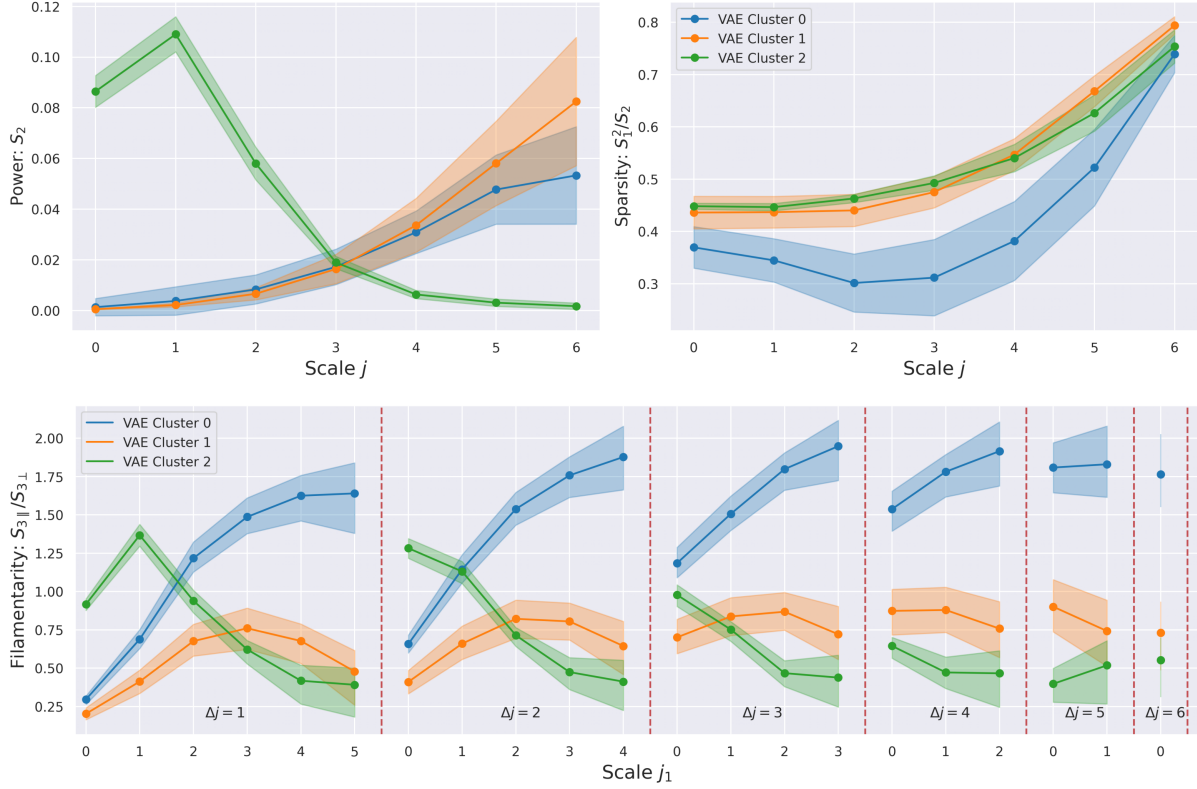 0.12
0.10
0.08
0.06
0.04
0.02
0.00
Power: S₂
0 1 2 3 4 5 6
Scale j
VAE Cluster 0
VAE Cluster 1
VAE Cluster 2
0.8
0.7
0.6
0.5
0.4
0.3
Sparsity: S₁²/S₂
0 1 2 3 4 5 6
Scale j
VAE Cluster 0
VAE Cluster 1
VAE Cluster 2
2.00
1.75
1.50
1.25
1.00
0.75
0.50
0.25
Filamentarity: S₃∥/S₃⊥
Δj = 1 Δj = 2 Δj = 3 Δj = 4 Δj = 5 Δj = 6
0 1 2 3 4 5 0 1 2 3 4 0 1 2 3 0 1 2 0 1 0
Scale j₁